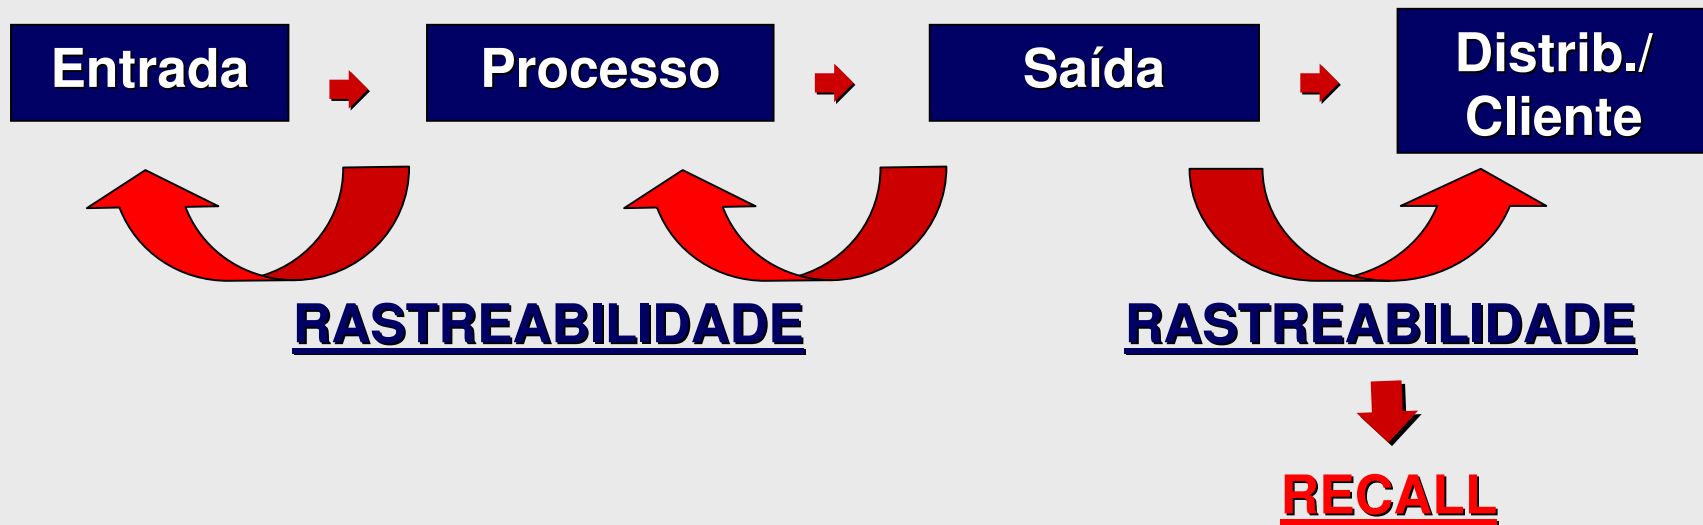 Entrada
Processo
Saída
Distrib./
Cliente
RASTREABILIDADE
RASTREABILIDADE
RECALL